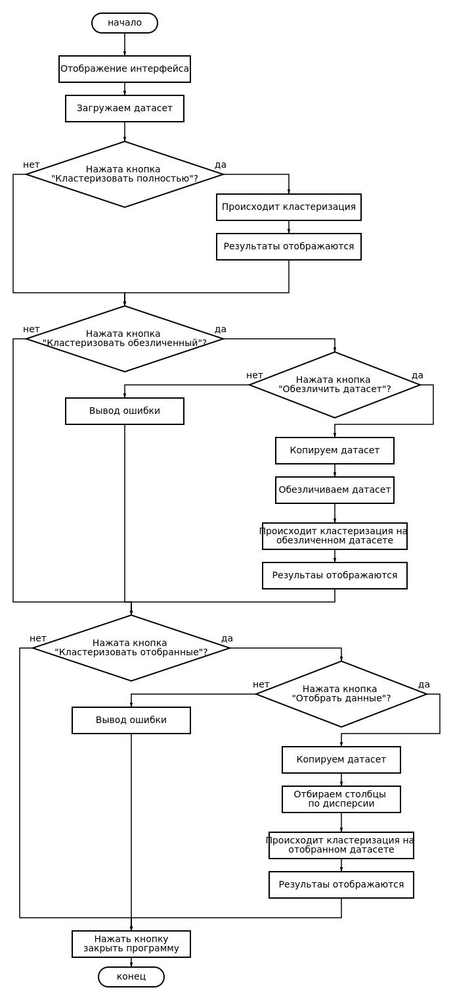 начало
Отображение интерфейса
Загружаем датасет
нет
да
Нажата кнопка
"Кластеризовать полностью"?
Происходит кластеризация
Результаты отображаются
нет
да
Нажата кнопка
"Кластеризовать обезличенный"?
нет
да
Нажата кнопка
"Обезличить датасет"?
Вывод ошибки
Копируем датасет
Обезличиваем датасет
Происходит кластеризация на
обезличенном датасете
Результаы отображаются
нет
да
Нажата кнопка
"Кластеризовать отобранные"?
нет
да
Нажата кнопка
"Отобрать данные"?
Вывод ошибки
Копируем датасет
Отбираем столбцы
по дисперсии
Происходит кластеризация на
отобранном датасете
Результаы отображаются
Нажать кнопку
закрыть программу
конец